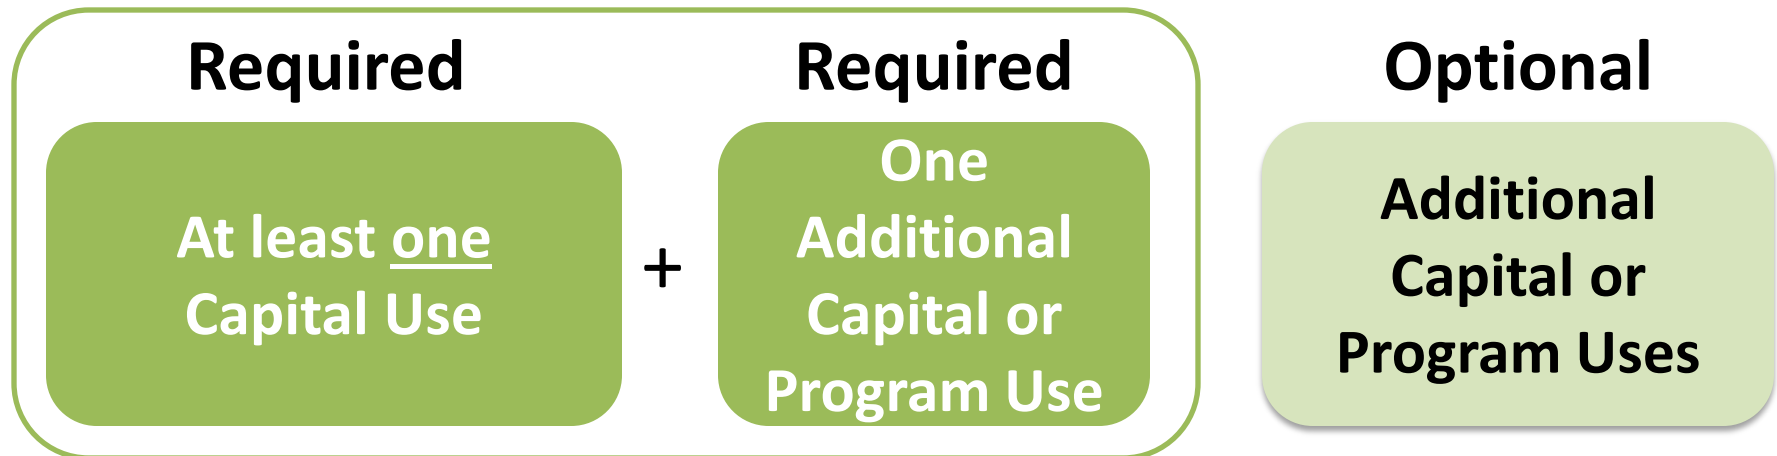 Required
At least one
Capital Use
+
Required
One
Additional
Capital or
Program Use
Optional
Additional
Capital or
Program Uses